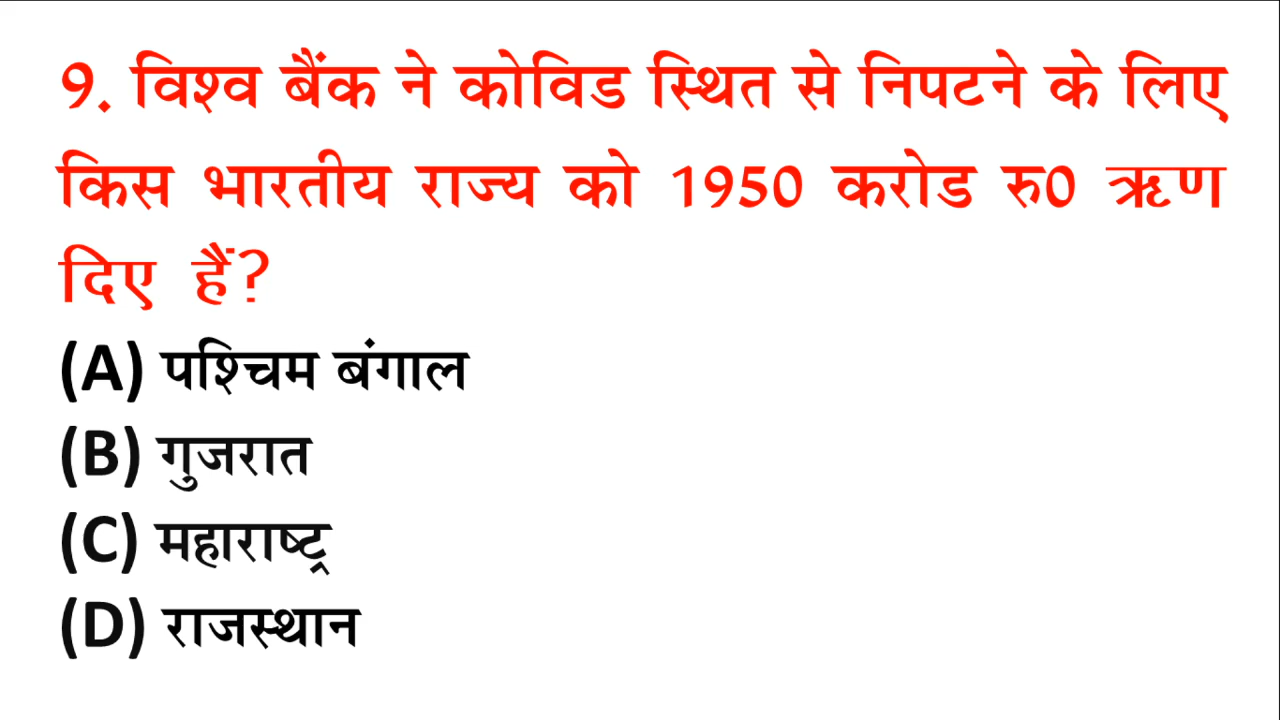 9. विश्व बैंक ने कोविड स्थित से निपटने के लिए
किस भारतीय राज्य को 1950 करोड रु0 ऋण
दिए हैं?
(A) पश्चिम बंगाल
(B) गुजरात
(C) महाराष्ट्र
(D) राजस्थान